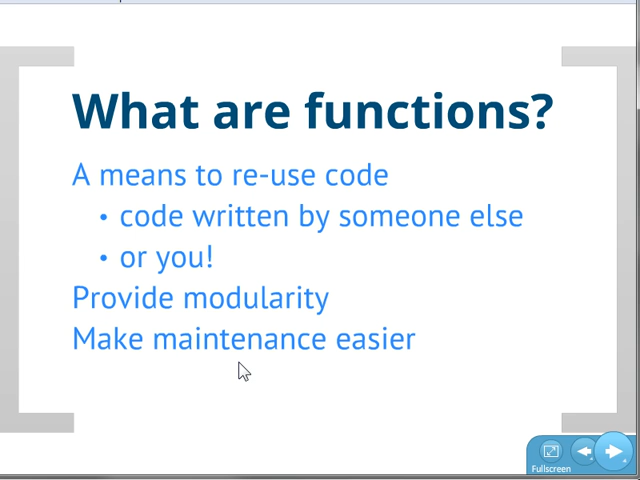 What are functions?
A means to re-use code
• code written by someone else
• or you!
Provide modularity
Make maintenance easier
Fullscreen